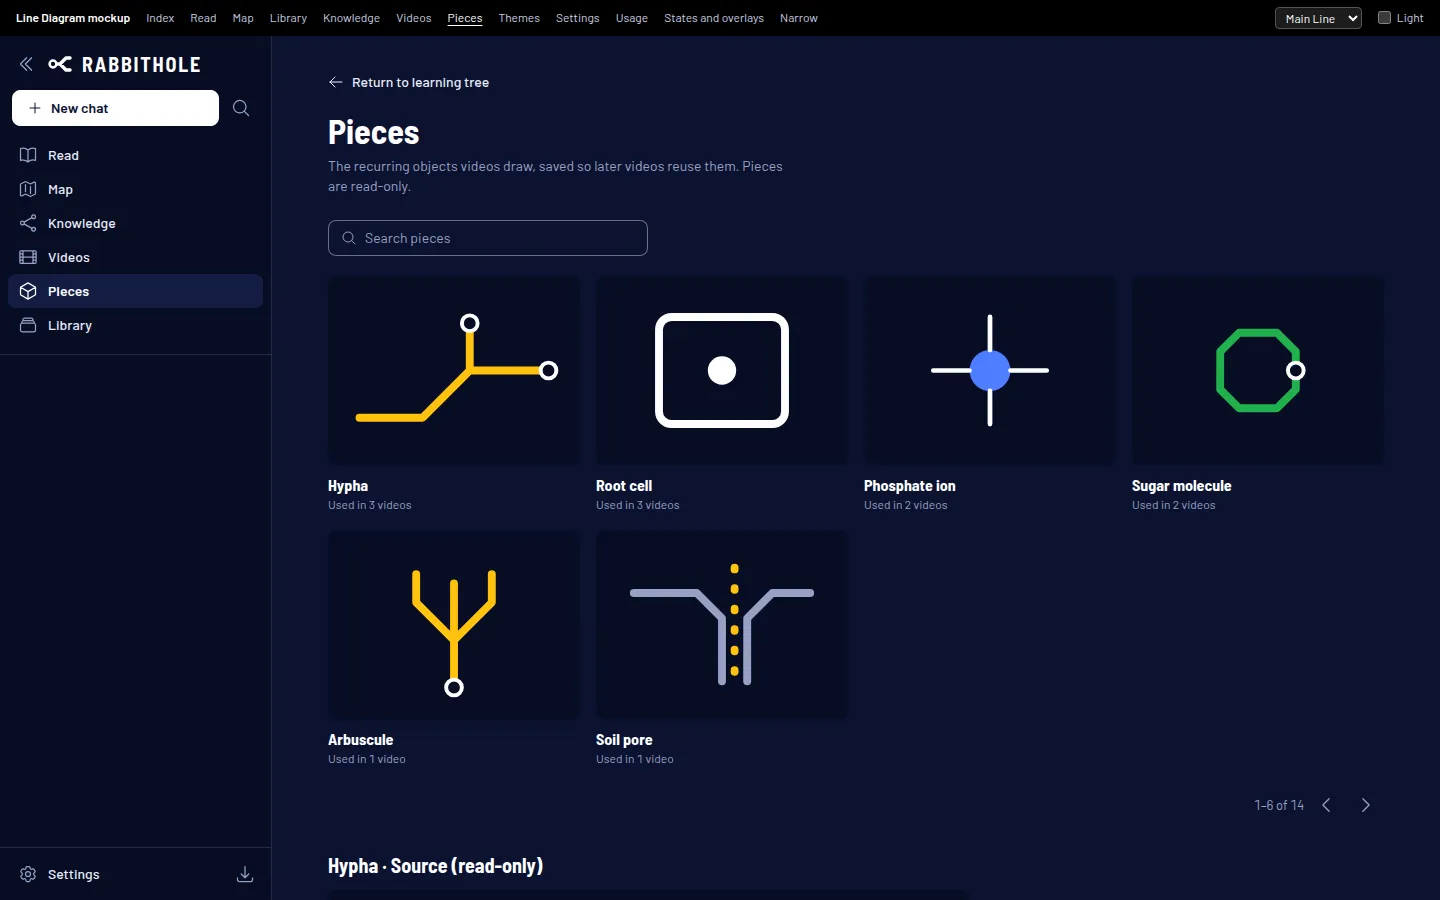 Line Diagram mockup Index Read Map Library Knowledge Videos Pieces Themes Settings Usage States and overlays Narrow Main Line Light
RABBITHOLE
New chat
Read
Map
Knowledge
Videos
Pieces
Library
Settings
Return to learning tree
Pieces
The recurring objects videos draw, saved so later videos reuse them. Pieces
are read-only.
Search pieces
Hypha
Used in 3 videos
Root cell
Used in 3 videos
Phosphate ion
Used in 2 videos
Sugar molecule
Used in 2 videos
Arbuscule
Used in 1 video
Soil pore
Used in 1 video
1–6 of 14
Hypha · Source (read-only)